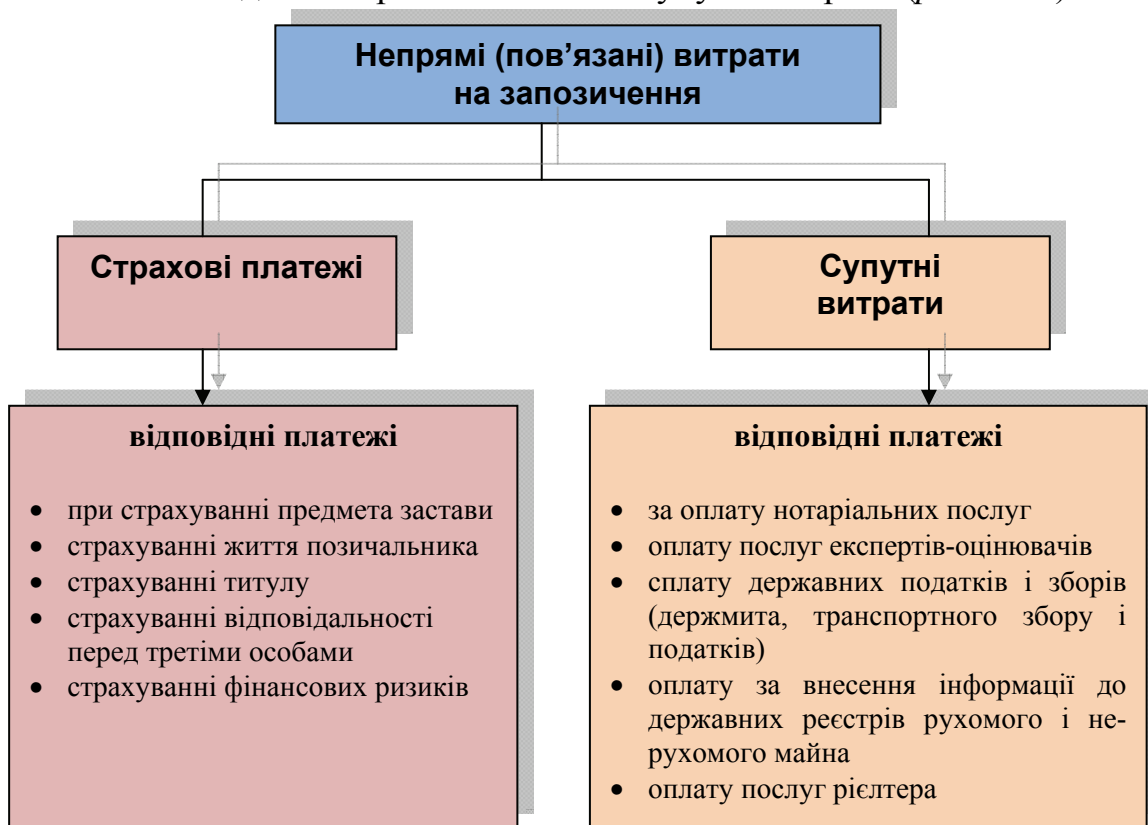 Непрямі (пов’язані) витрати
на запозичення
Страхові платежі
Супутні
витрати
відповідні платежі
• при страхуванні предмета застави
• страхуванні життя позичальника
• страхуванні титулу
• страхуванні відповідальності
перед третіми особами
• страхуванні фінансових ризиків
відповідні платежі
• за оплату нотаріальних послуг
• оплату послуг експертів-оцінювачів
• сплату державних податків і зборів
(держмита, транспортного збору і
податків)
• оплату за внесення інформації до
державних реєстрів рухомого і не-
рухомого майна
• оплату послуг рієлтера